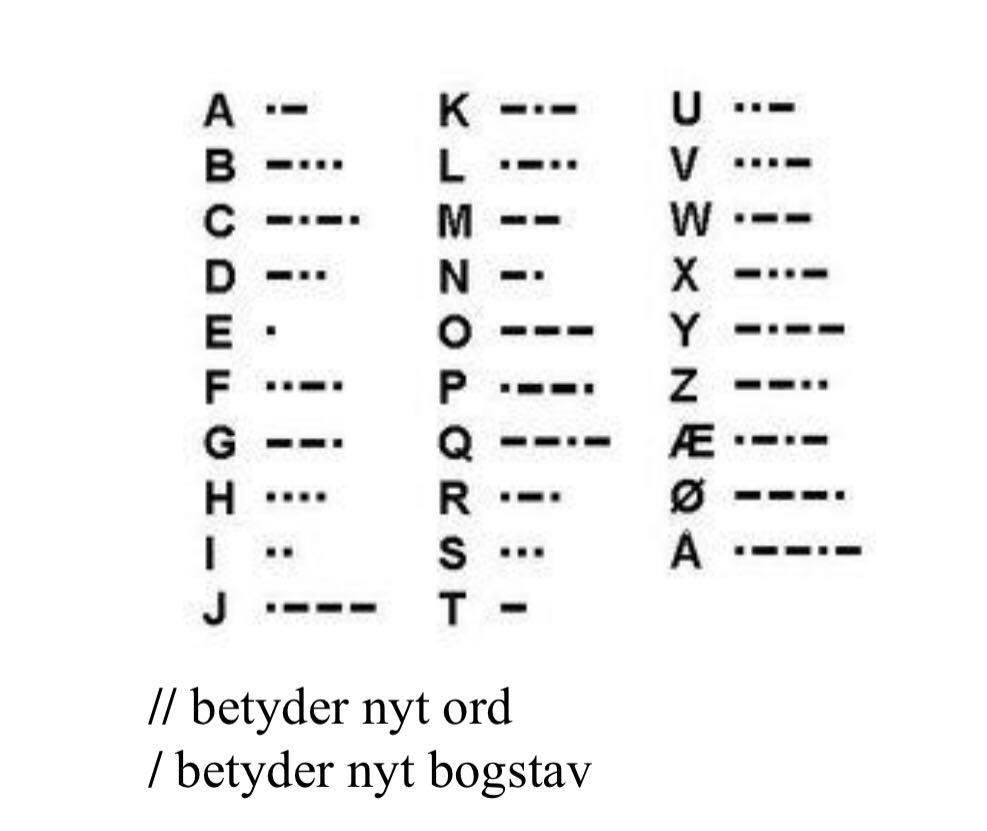 A ·– K –·– U ··–
B –··· L ·–·· V ···–
C –·–· M –– W ·––
D –·· N –· X –··–
E · O ––– Y –·––
F ··–· P ·––· Z ––··
G ––· Q ––·– Æ ·–·–
H ···· R ·–· Ø –––·
I ·· S ··· Å ·––·–
J ·––– T –
// betyder nyt ord
/ betyder nyt bogstav